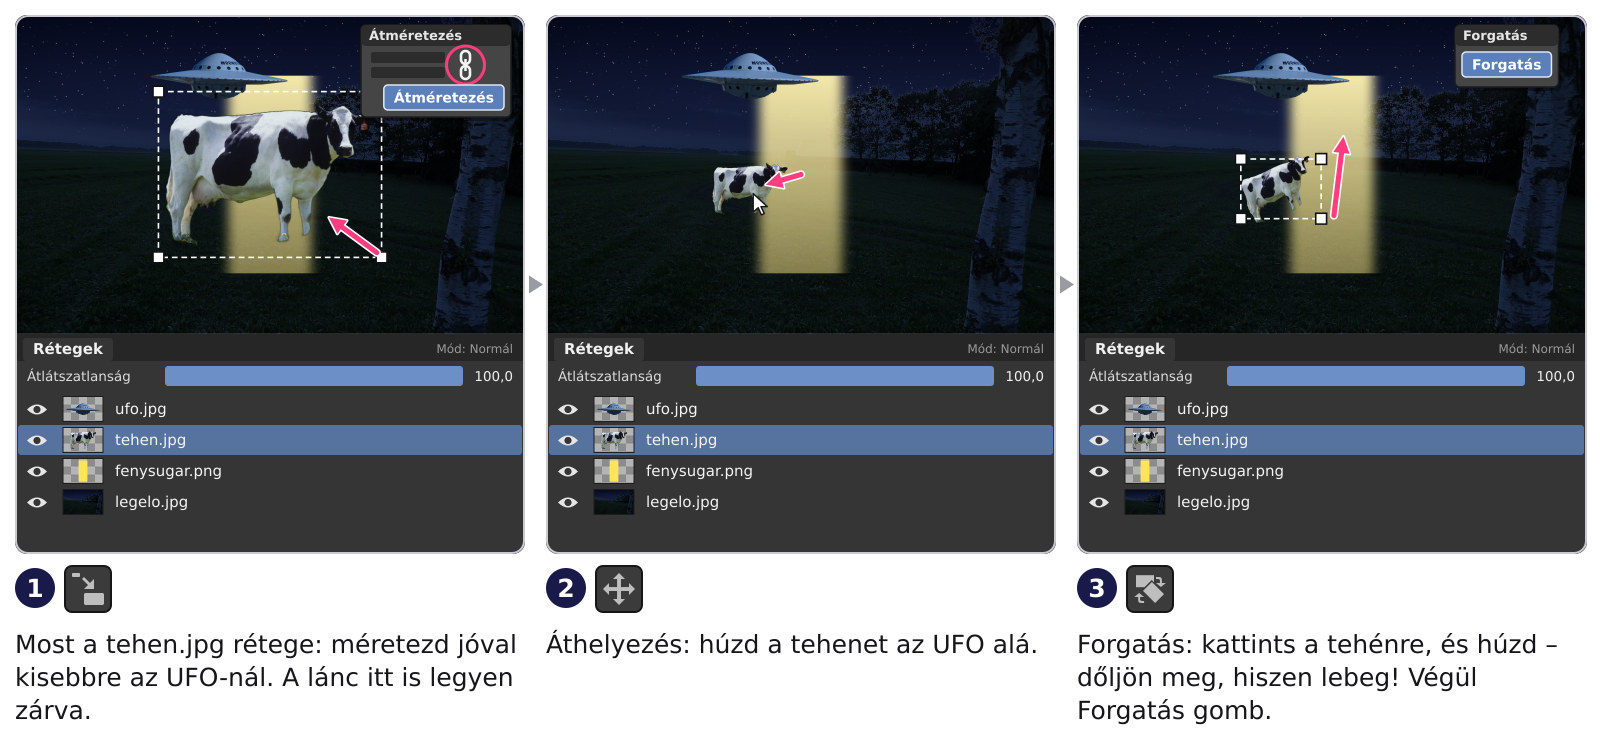 Átméretezés
Átméretezés
Rétegek
Mód: Normál
Átlátszatlanság
100,0
ufo.jpg
tehen.jpg
fenysugar.png
legelo.jpg
1
Most a tehen.jpg rétege: méretezd jóval
kisebbre az UFO-nál. A lánc itt is legyen
zárva.
Rétegek
Mód: Normál
Átlátszatlanság
100,0
ufo.jpg
tehen.jpg
fenysugar.png
legelo.jpg
2
Áthelyezés: húzd a tehenet az UFO alá.
Forgatás
Forgatás
Rétegek
Mód: Normál
Átlátszatlanság
100,0
ufo.jpg
tehen.jpg
fenysugar.png
legelo.jpg
3
Forgatás: kattints a tehénre, és húzd –
dőljön meg, hiszen lebeg! Végül
Forgatás gomb.